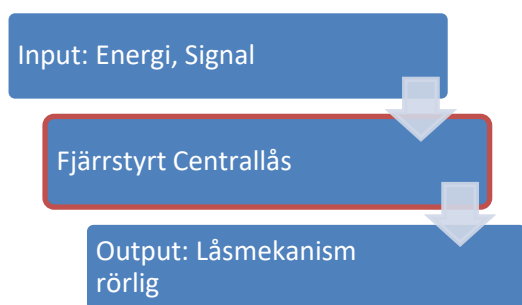 Input: Energi, Signal
Fjärrstyrt Centrallås
Output: Låsmekanism
rörlig